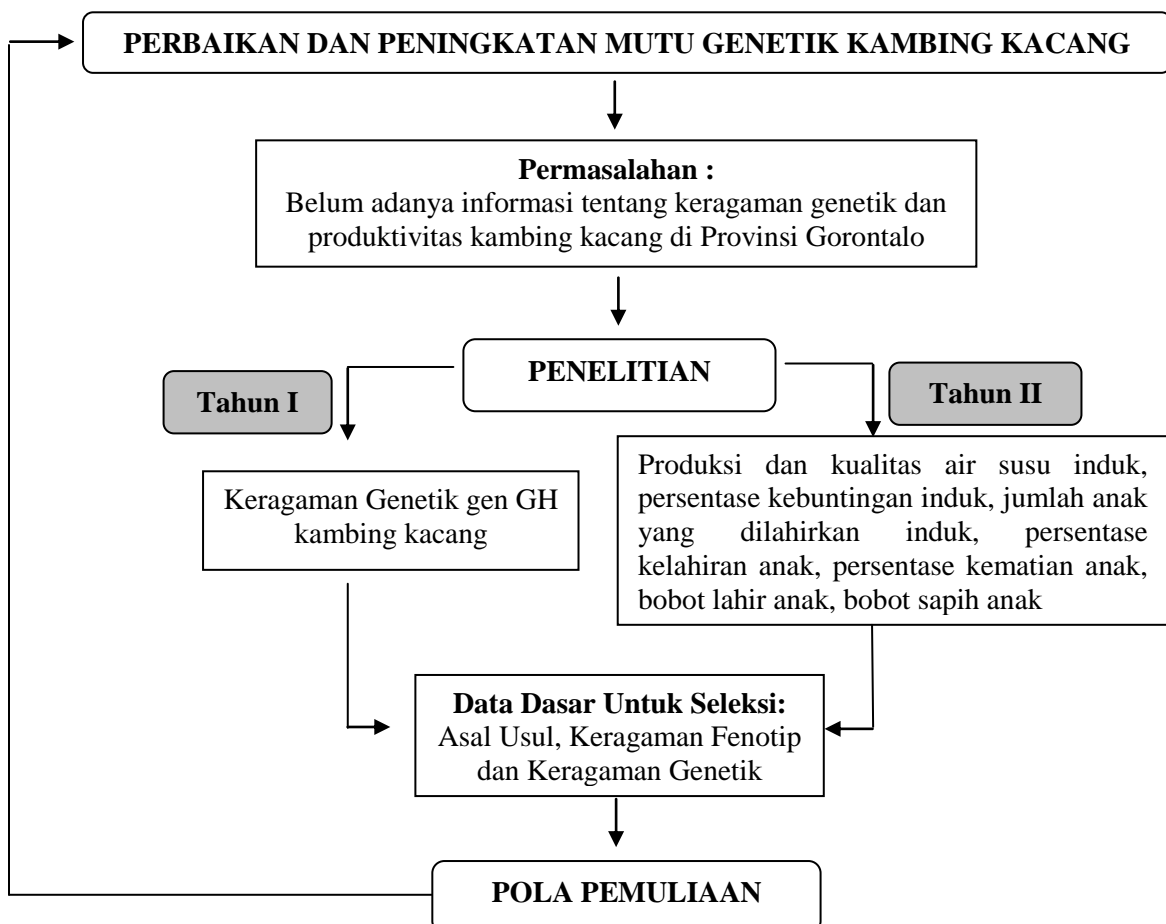 PERBAIKAN DAN PENINGKATAN MUTU GENETIK KAMBING KACANG
Permasalahan :
Belum adanya informasi tentang keragaman genetik dan
produktivitas kambing kacang di Provinsi Gorontalo
PENELITIAN
Tahun I
Tahun II
Keragaman Genetik gen GH
kambing kacang
Produksi dan kualitas air susu induk,
persentase kebuntingan induk, jumlah anak
yang dilahirkan induk, persentase
kelahiran anak, persentase kematian anak,
bobot lahir anak, bobot sapih anak
Data Dasar Untuk Seleksi:
Asal Usul, Keragaman Fenotip
dan Keragaman Genetik
POLA PEMULIAAN